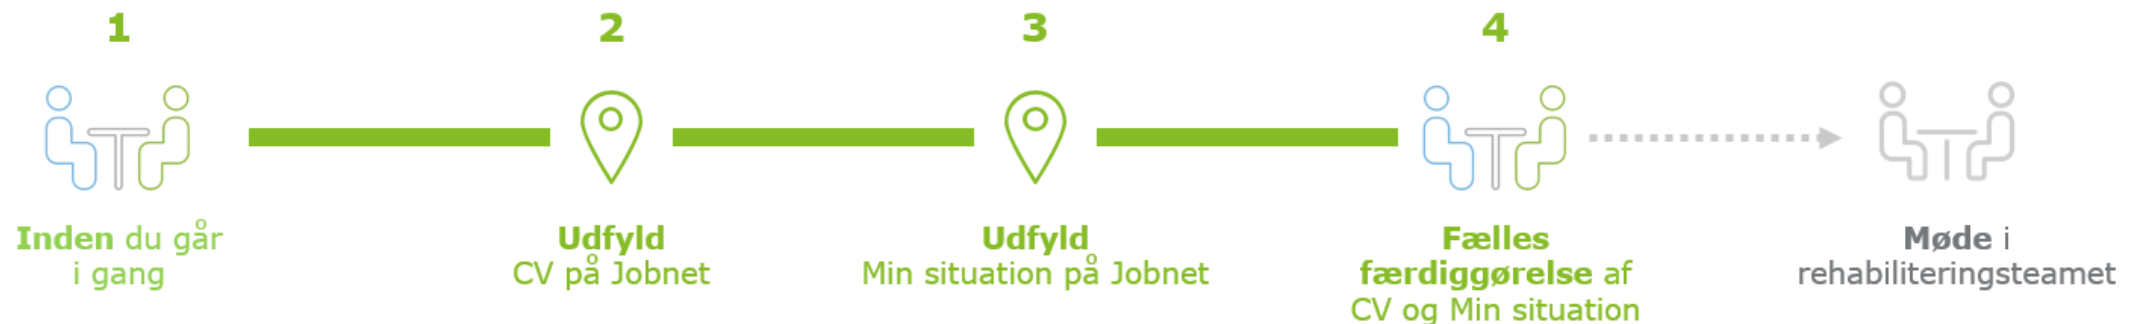 1
2
3
4
Inden du går
i gang
Udfyld
CV på Jobnet
Udfyld
Min situation på Jobnet
Fælles
færdiggørelse af
CV og Min situation
Møde i
rehabiliteringsteamet